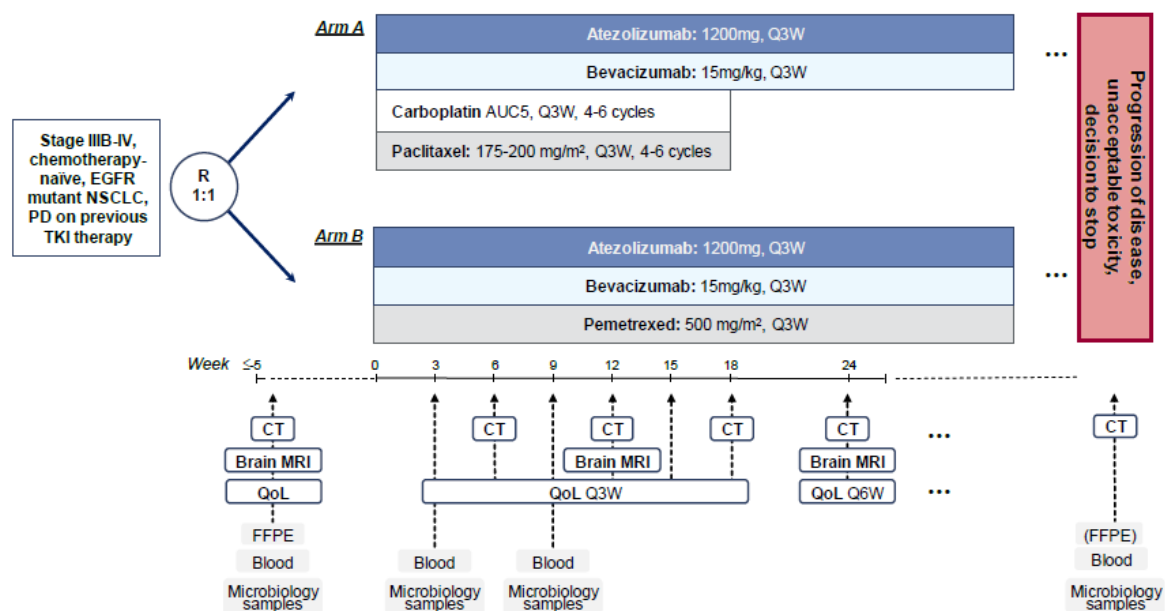 Arm A
Atezolizumab: 1200mg, Q3W
Bevacizumab: 15mg/kg, Q3W
Carboplatin AUC5, Q3W, 4-6 cycles
Paclitaxel: 175-200 mg/m², Q3W, 4-6 cycles
...
Stage IIIB-IV,
chemotherapy-
naïve, EGFR
mutant NSCLC,
PD on previous
TKI therapy
R
1:1
Arm B
Atezolizumab: 1200mg, Q3W
Bevacizumab: 15mg/kg, Q3W
Pemetrexed: 500 mg/m², Q3W
...
Progression of disease,
unacceptable toxicity,
decision to stop
Week ≤-5 0 3 6 9 12 15 18 24
CT CT CT CT CT ... CT
Brain MRI Brain MRI Brain MRI
QoL QoL Q3W QoL Q6W ...
FFPE (FFPE)
Blood Blood Blood Blood
Microbiology Microbiology Microbiology Microbiology
samples samples samples samples